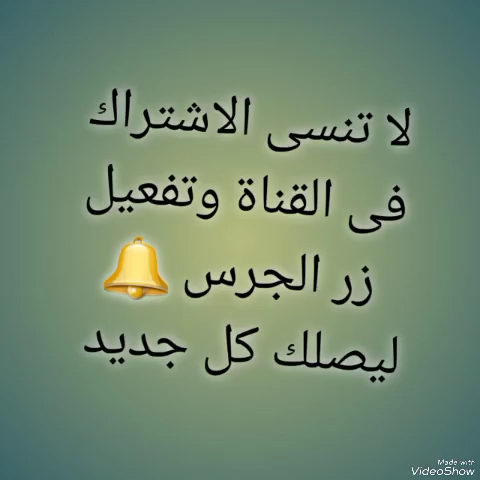 لا تنسى الاشتراك
فى القناة وتفعيل
زر الجرس 🔔
ليصلك كل جديد
Made with
VideoShow